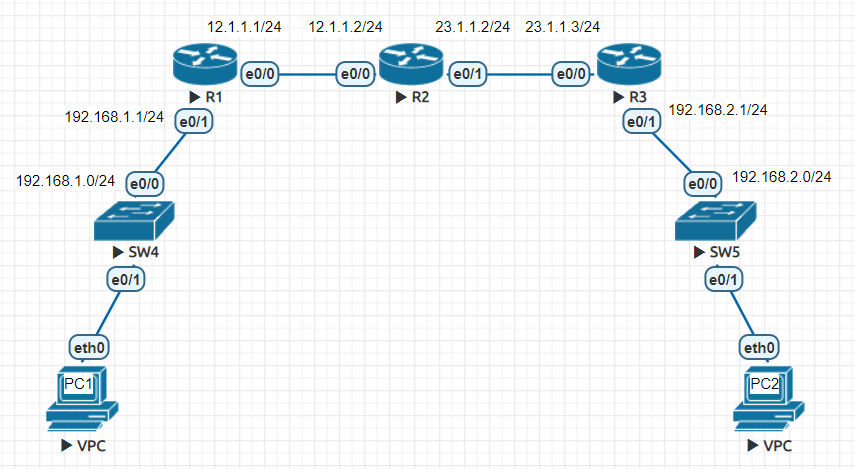 12.1.1.1/24 12.1.1.2/24 23.1.1.2/24 23.1.1.3/24
e0/0 e0/0 e0/1 e0/0
R1 R2 R3
192.168.1.1/24 e0/1 e0/1 192.168.2.1/24
192.168.1.0/24 e0/0 e0/0 192.168.2.0/24
SW4 SW5
e0/1 e0/1
eth0 eth0
PC1 PC2
VPC VPC